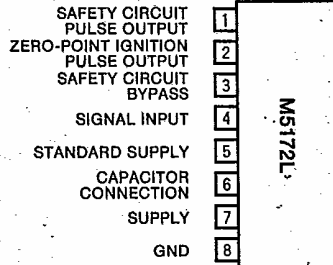 SAFETY CIRCUIT
PULSE OUTPUT
1
ZERO-POINT IGNITION
PULSE OUTPUT
2
SAFETY CIRCUIT
BYPASS
3
SIGNAL INPUT
4
STANDARD SUPPLY
5
CAPACITOR
CONNECTION
6
SUPPLY
7
GND
8
M5172L